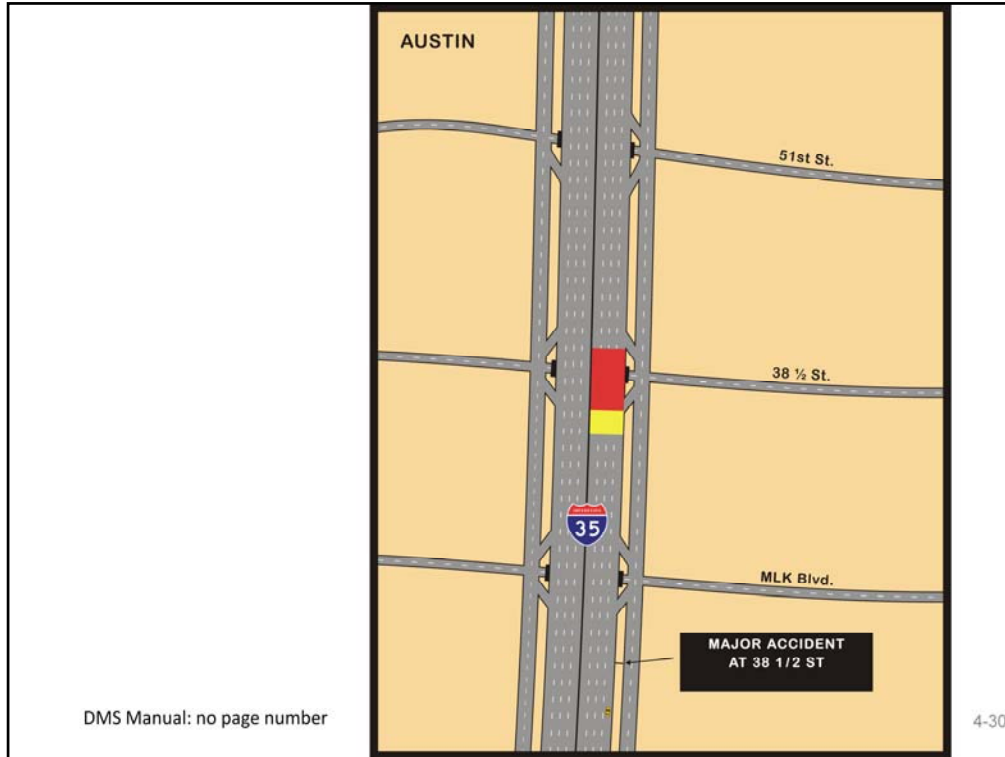 AUSTIN
51st St.
38 ½ St.
35
MLK Blvd.
MAJOR ACCIDENT
AT 38 1/2 ST
DMS Manual: no page number
4-30